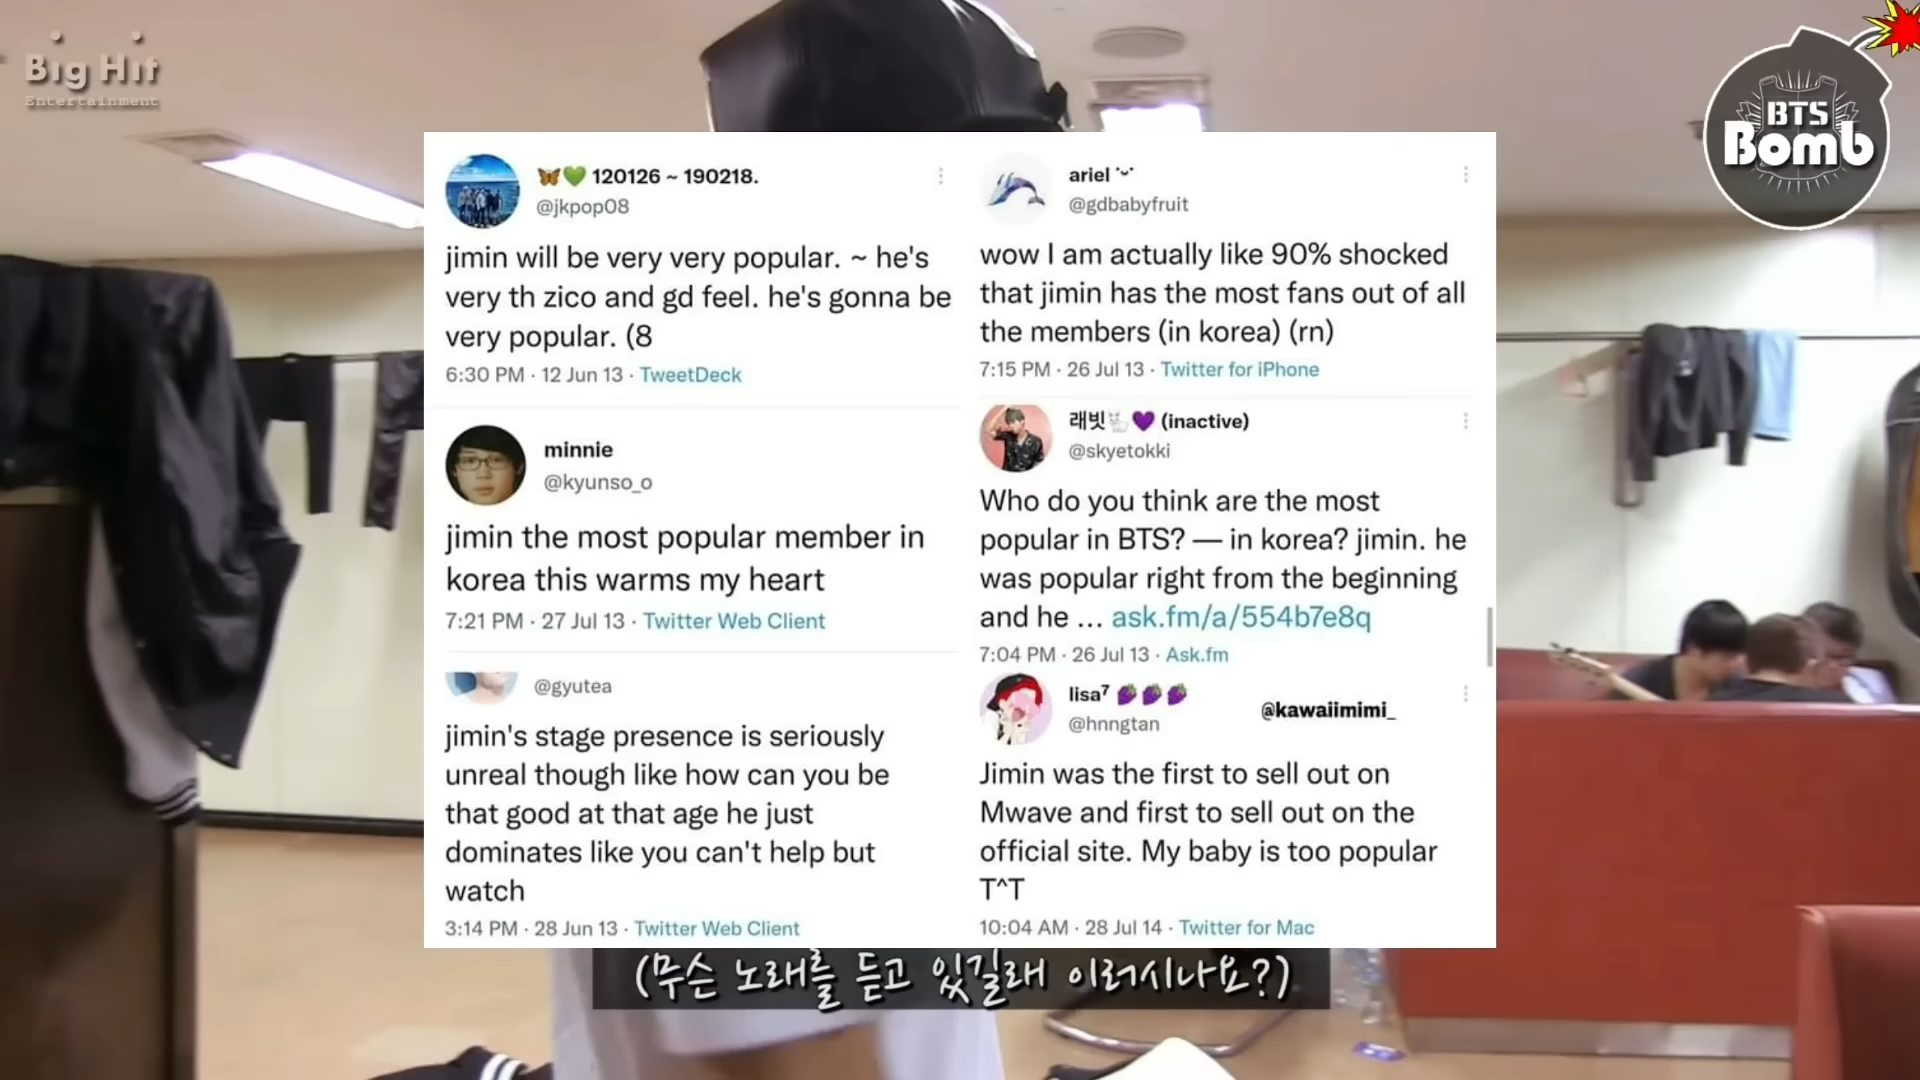 Big Hit
Entertainment
BTS
Bomb
🦋💚 120126 ~ 190218.
@jkpop08
jimin will be very very popular. ~ he's
very th zico and gd feel. he's gonna be
very popular. (8
6:30 PM · 12 Jun 13 · TweetDeck
minnie
@kyunso_o
jimin the most popular member in
korea this warms my heart
7:21 PM · 27 Jul 13 · Twitter Web Client
@gyutea
jimin's stage presence is seriously
unreal though like how can you be
that good at that age he just
dominates like you can't help but
watch
3:14 PM · 28 Jun 13 · Twitter Web Client
ariel ˘ᵕ˘
@gdbabyfruit
wow I am actually like 90% shocked
that jimin has the most fans out of all
the members (in korea) (rn)
7:15 PM · 26 Jul 13 · Twitter for iPhone
래빗🐇💜 (inactive)
@skyetokki
Who do you think are the most
popular in BTS? — in korea? jimin. he
was popular right from the beginning
and he ... ask.fm/a/554b7e8q
7:04 PM · 26 Jul 13 · Ask.fm
lisa⁷ 🍇🍇🍇
@hnngtan
@kawaiimimi_
Jimin was the first to sell out on
Mwave and first to sell out on the
official site. My baby is too popular
T^T
10:04 AM · 28 Jul 14 · Twitter for Mac
(무슨 노래를 듣고 있길래 이러시나요?)